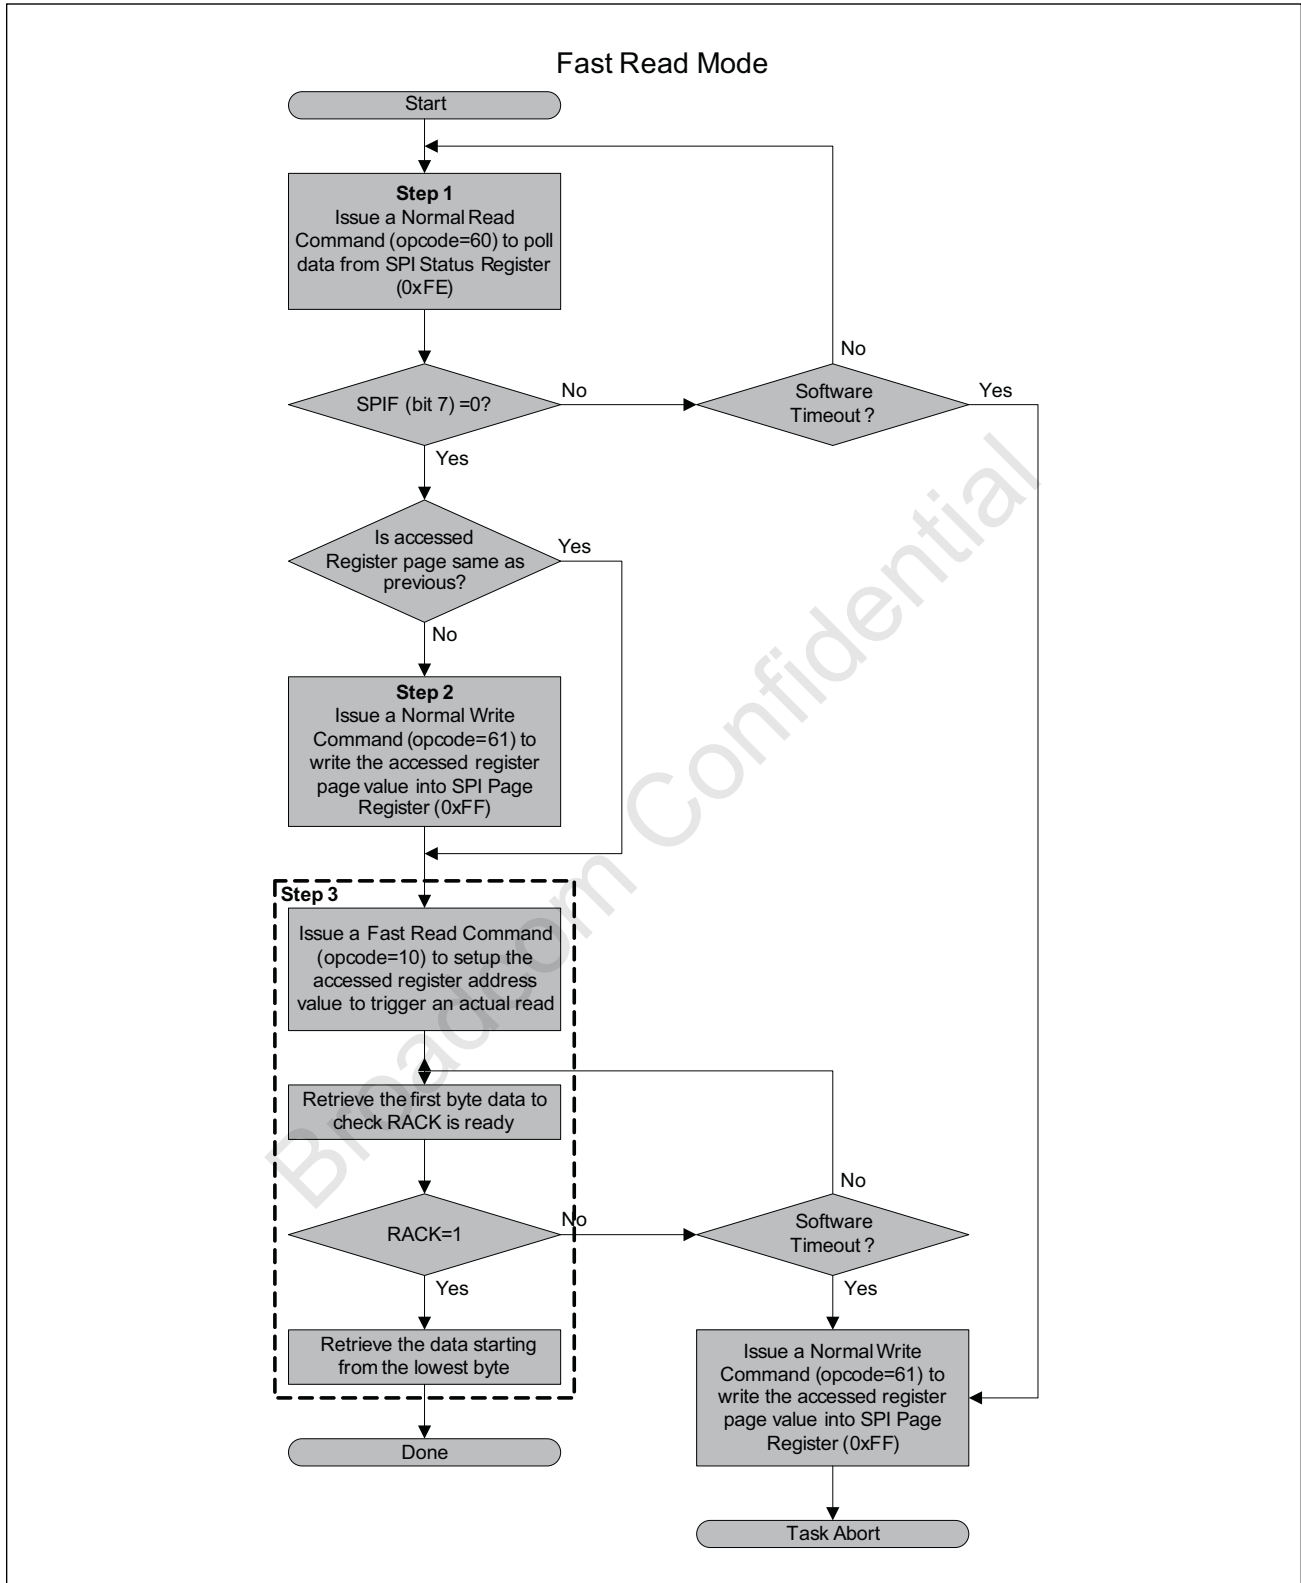 Fast Read Mode
Start
Step 1
Issue a Normal Read
Command (opcode=60) to poll
data from SPI Status Register
(0xFE)
No
SPIF (bit 7) =0?
No
Software
Timeout ?
Yes
Yes
Is accessed
Register page same as
previous?
Yes
No
Step 2
Issue a Normal Write
Command (opcode=61) to
write the accessed register
page value into SPI Page
Register (0xFF)
Step 3
Issue a Fast Read Command
(opcode=10) to setup the
accessed register address
value to trigger an actual read
Retrieve the first byte data to
check RACK is ready
No
RACK=1
No
Software
Timeout ?
Yes
Yes
Retrieve the data starting
from the lowest byte
Issue a Normal Write
Command (opcode=61) to
write the accessed register
page value into SPI Page
Register (0xFF)
Done
Task Abort
Broadcom Confidential